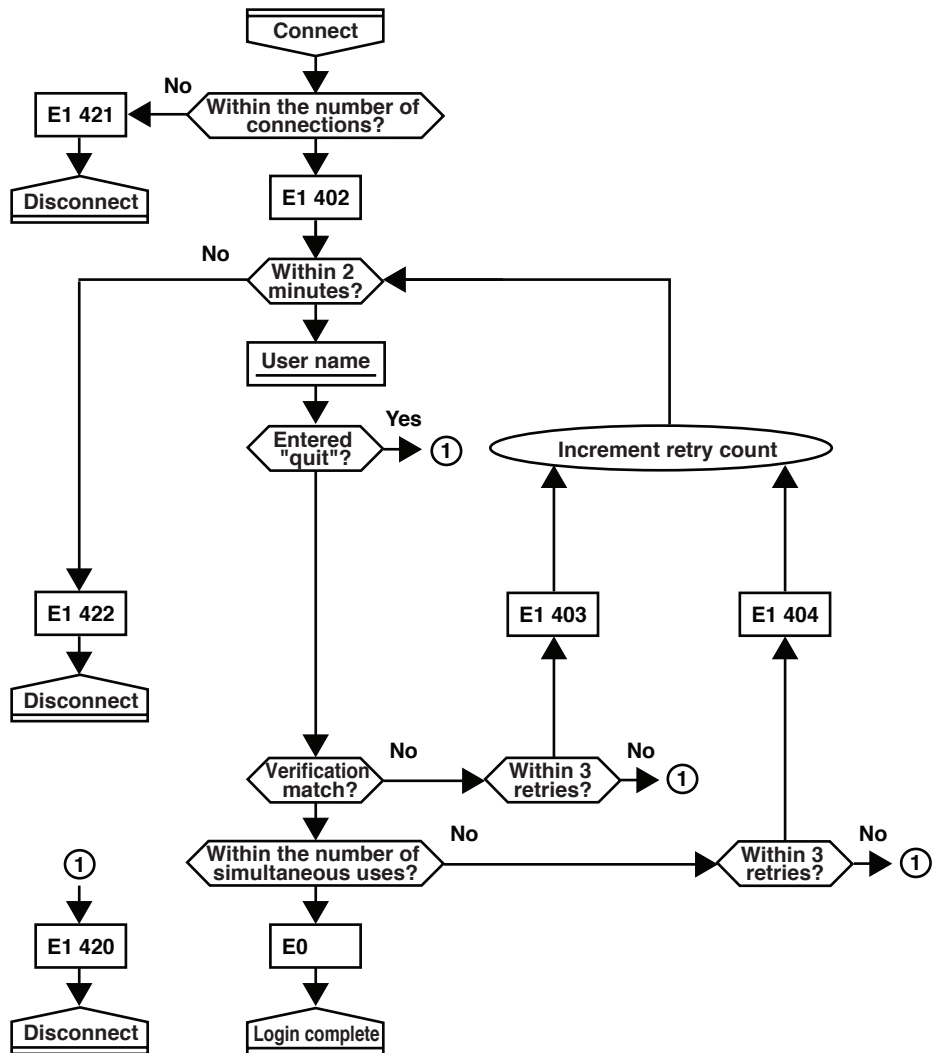 Connect
No
Within the number of
connections?
E1 421
Disconnect
E1 402
No
Within 2
minutes?
User name
Entered
"quit"?
Yes
1
Increment retry count
E1 422
Disconnect
E1 403
E1 404
Verification
match?
No
Within 3
retries?
No
1
Within the number of
simultaneous uses?
No
Within 3
retries?
No
1
1
E1 420
Disconnect
E0
Login complete